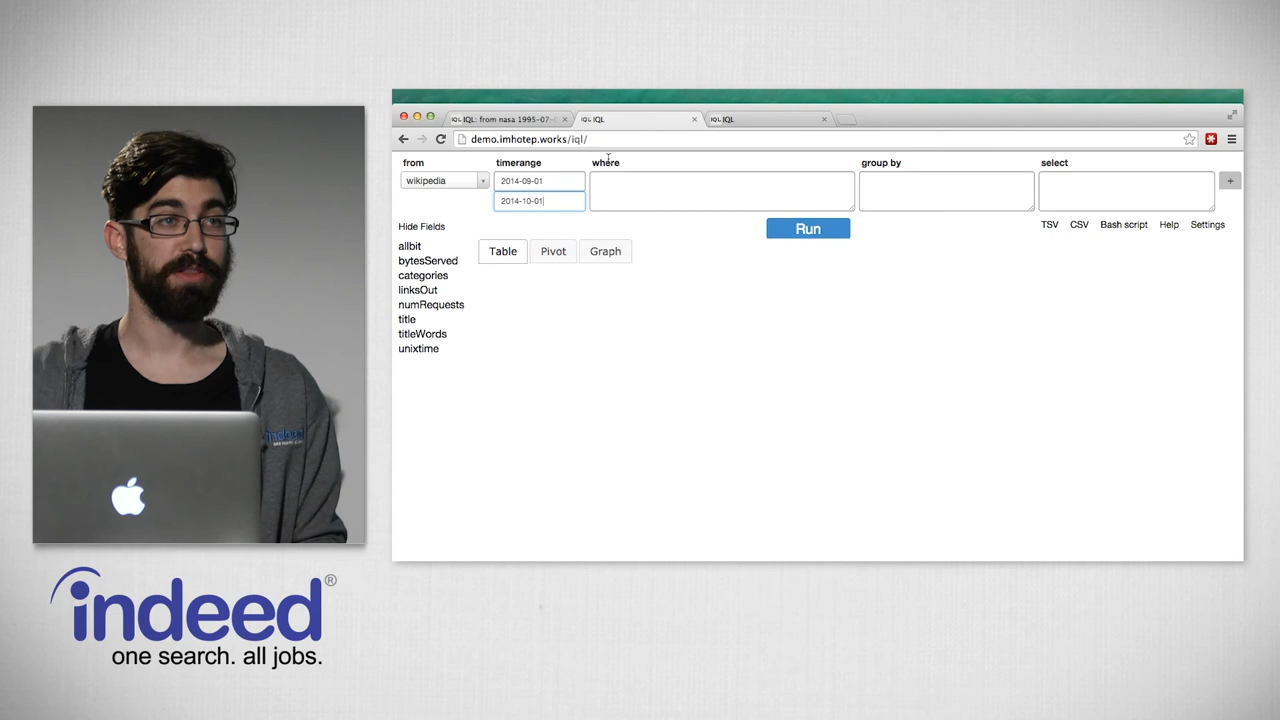 IQL IQL: from nasa 1995-07-
IQL IQL
IQL IQL
demo.imhotep.works/iql/
from
timerange
where
group by
select
wikipedia
2014-09-01
2014-10-01
+
Run
TSV
CSV
Bash script
Help
Settings
Hide Fields
allbit
bytesServed
categories
linksOut
numRequests
title
titleWords
unixtime
Table
Pivot
Graph
indeed
indeed®
one search. all jobs.